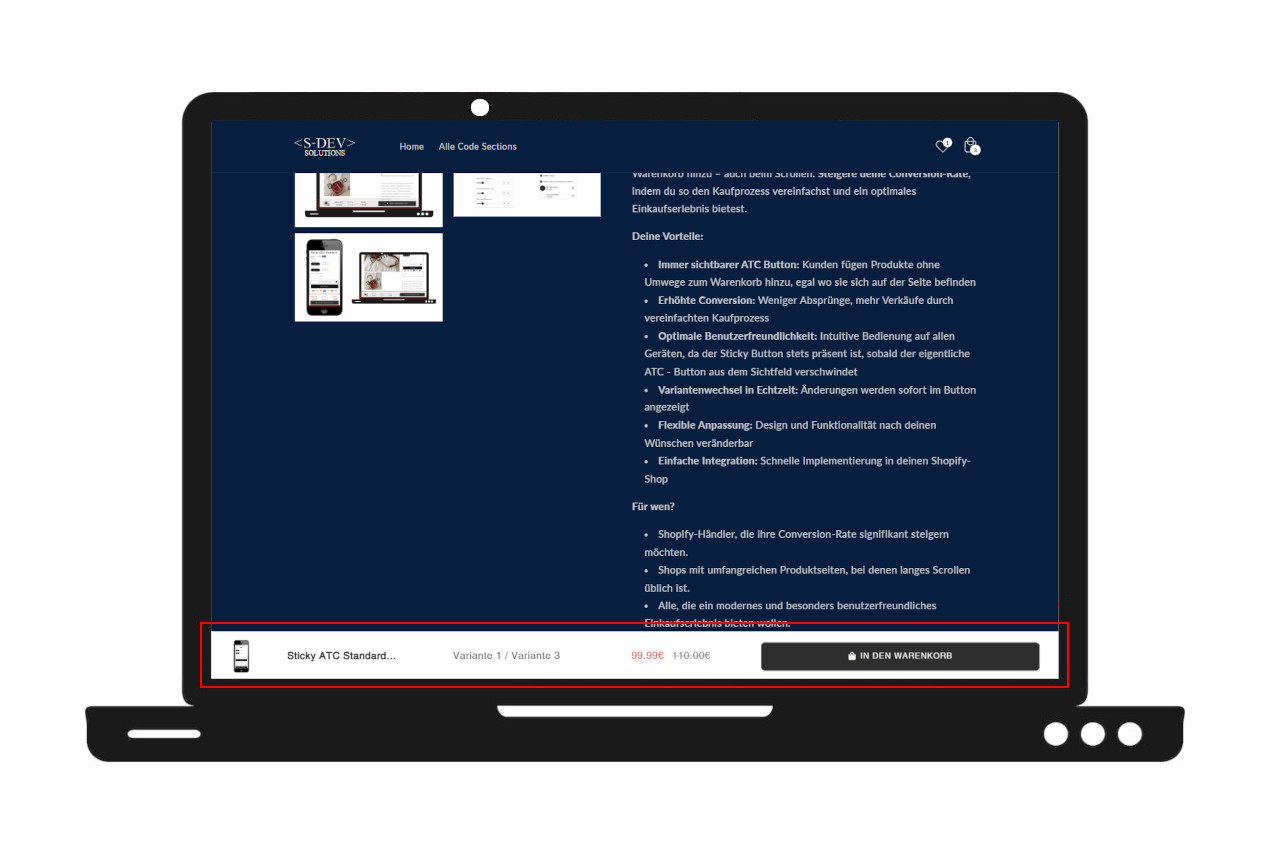 <S-DEV>
SOLUTIONS
Home
Alle Code Sections
1
Warenkorb hinzu – auch beim Scrollen. Steigere deine Conversion-Rate,
indem du so den Kaufprozess vereinfachst und ein optimales
Einkaufserlebnis bietest.
Deine Vorteile:
• Immer sichtbarer ATC Button: Kunden fügen Produkte ohne
Umwege zum Warenkorb hinzu, egal wo sie sich auf der Seite befinden
• Erhöhte Conversion: Weniger Absprünge, mehr Verkäufe durch
vereinfachten Kaufprozess
• Optimale Benutzerfreundlichkeit: Intuitive Bedienung auf allen
Geräten, da der Sticky Button stets präsent ist, sobald der eigentliche
ATC - Button aus dem Sichtfeld verschwindet
• Variantenwechsel in Echtzeit: Änderungen werden sofort im Button
angezeigt
• Flexible Anpassung: Design und Funktionalität nach deinen
Wünschen veränderbar
• Einfache Integration: Schnelle Implementierung in deinen Shopify-
Shop
Für wen?
• Shopify-Händler, die ihre Conversion-Rate signifikant steigern
möchten.
• Shops mit umfangreichen Produktseiten, bei denen langes Scrollen
üblich ist.
• Alle, die ein modernes und besonders benutzerfreundliches
Einkaufserlebnis bieten wollen.
Sticky ATC Standard...
Variante 1 / Variante 3
99.99€ 110.00€
IN DEN WARENKORB